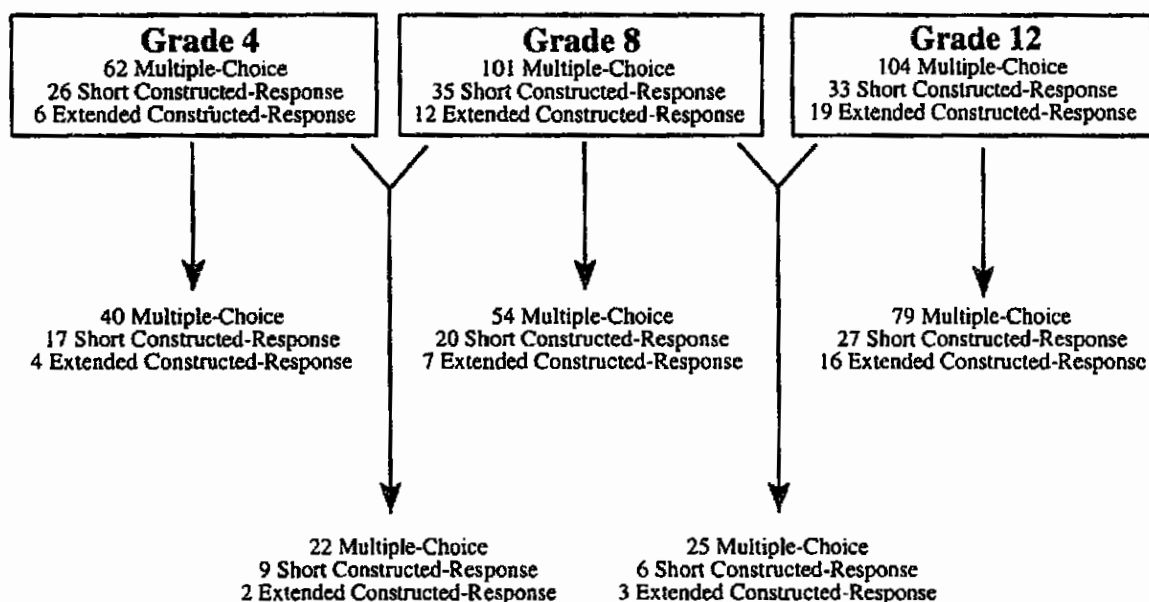 Grade 4
62 Multiple-Choice
26 Short Constructed-Response
6 Extended Constructed-Response
Grade 8
101 Multiple-Choice
35 Short Constructed-Response
12 Extended Constructed-Response
Grade 12
104 Multiple-Choice
33 Short Constructed-Response
19 Extended Constructed-Response
40 Multiple-Choice
17 Short Constructed-Response
4 Extended Constructed-Response
54 Multiple-Choice
20 Short Constructed-Response
7 Extended Constructed-Response
79 Multiple-Choice
27 Short Constructed-Response
16 Extended Constructed-Response
22 Multiple-Choice
9 Short Constructed-Response
2 Extended Constructed-Response
25 Multiple-Choice
6 Short Constructed-Response
3 Extended Constructed-Response